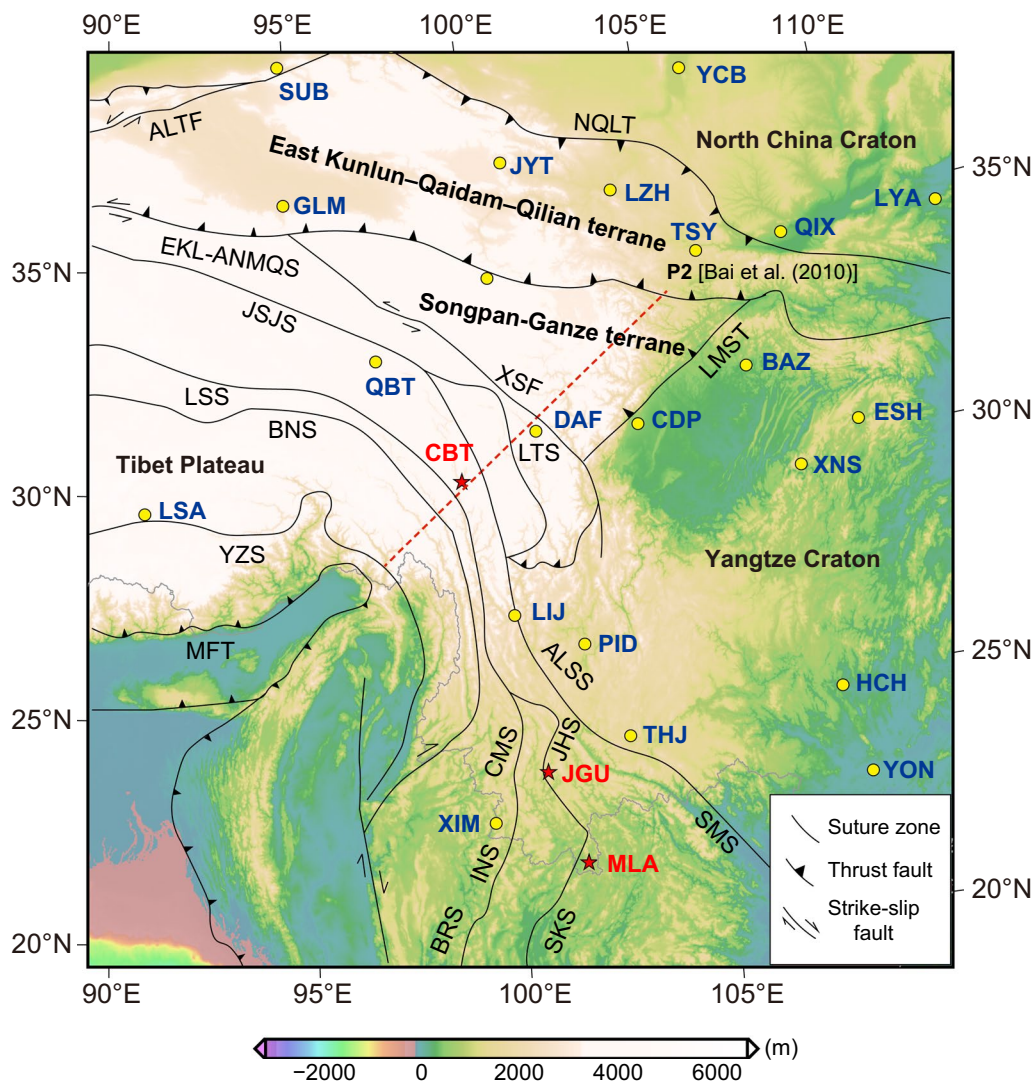 95°E 100°E 105°E 110°E
YCB
SUB
NQLT
ALTF
North China Craton
East Kunlun–Qaidam–Qilian terrane
JYT
35°N
LZH
LYA
GLM
TSY
QIX
EKL-ANMQS
35°N
P2 [Bai et al. (2010)]
JSJS
Songpan-Ganze terrane
LMST
BAZ
QBT
XSF
LSS
ESH
30°N
BNS
DAF
CDP
CBT
LTS
XNS
Tibet Plateau
30°N
LSA
YZS
Yangtze Craton
LIJ
PID
25°N
MFT
ALSS
HCH
25°N
CMS
JHS
THJ
JGU
YON
XIM
SMS
Suture zone
INS
MLA
Thrust fault
20°N
BRS
SKS
Strike-slip
fault
20°N
90°E 95°E 100°E 105°E
−2000 0 2000 4000 6000 (m)